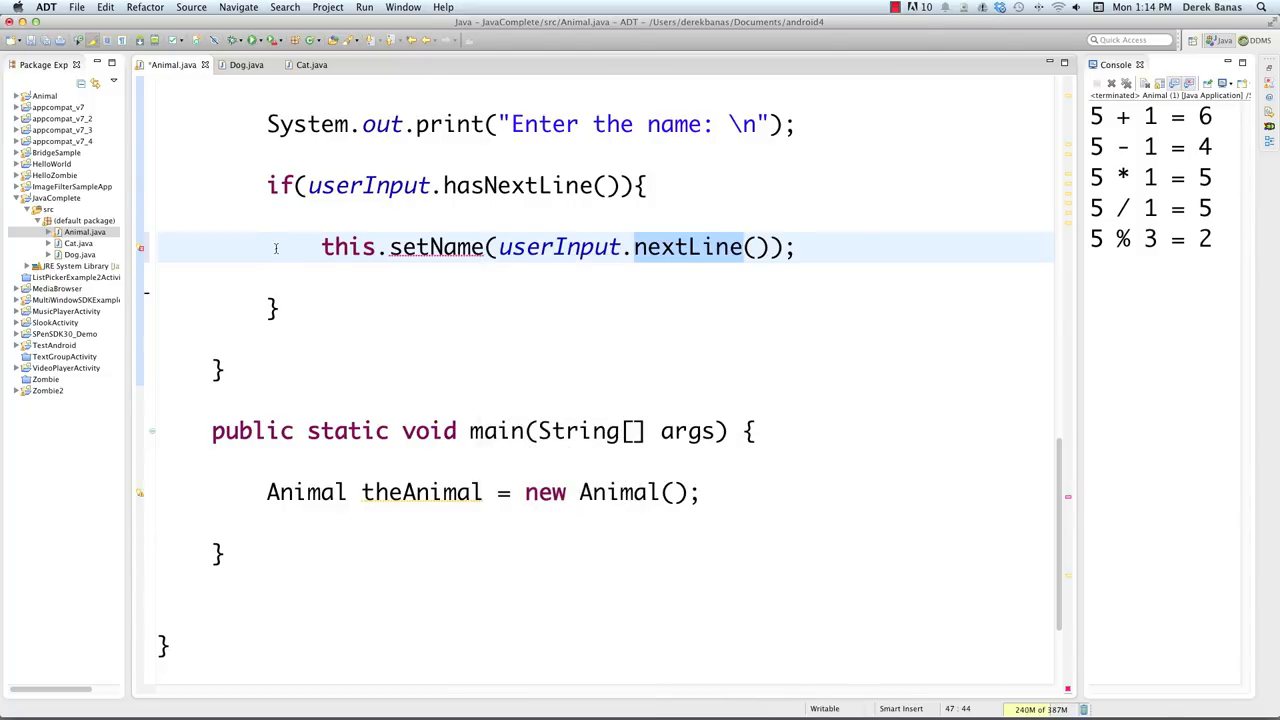 ADT File Edit Refactor Source Navigate Search Project Run Window Help
10 Mon 1:14 PM Derek Banas
Java – JavaComplete/src/Animal.java – ADT – /Users/derekbanas/Documents/android4
Quick Access
Java DDMS
Package Exp
*Animal.java Dog.java Cat.java
Console
<terminated> Animal (1) [Java Application]
Animal
appcompat_v7
appcompat_v7_2
appcompat_v7_3
appcompat_v7_4
BridgeSample
HelloWorld
HelloZombie
ImageFilterSampleApp
JavaComplete
src
(default package)
Animal.java
Cat.java
Dog.java
JRE System Library [
ListPickerExample2Activi
MediaBrowser
MultiWindowSDKExample
MusicPlayerActivity
SlookActivity
SPenSDK30_Demo
TestAndroid
TextGroupActivity
VideoPlayerActivity
Zombie
Zombie2
System.out.print("Enter the name: \n");
if(userInput.hasNextLine()){
this.setName(userInput.nextLine());
}
}
public static void main(String[] args) {
Animal theAnimal = new Animal();
}
}
5 + 1 = 6
5 - 1 = 4
5 * 1 = 5
5 / 1 = 5
5 % 3 = 2
Writable Smart Insert 47 : 44 240M of 387M